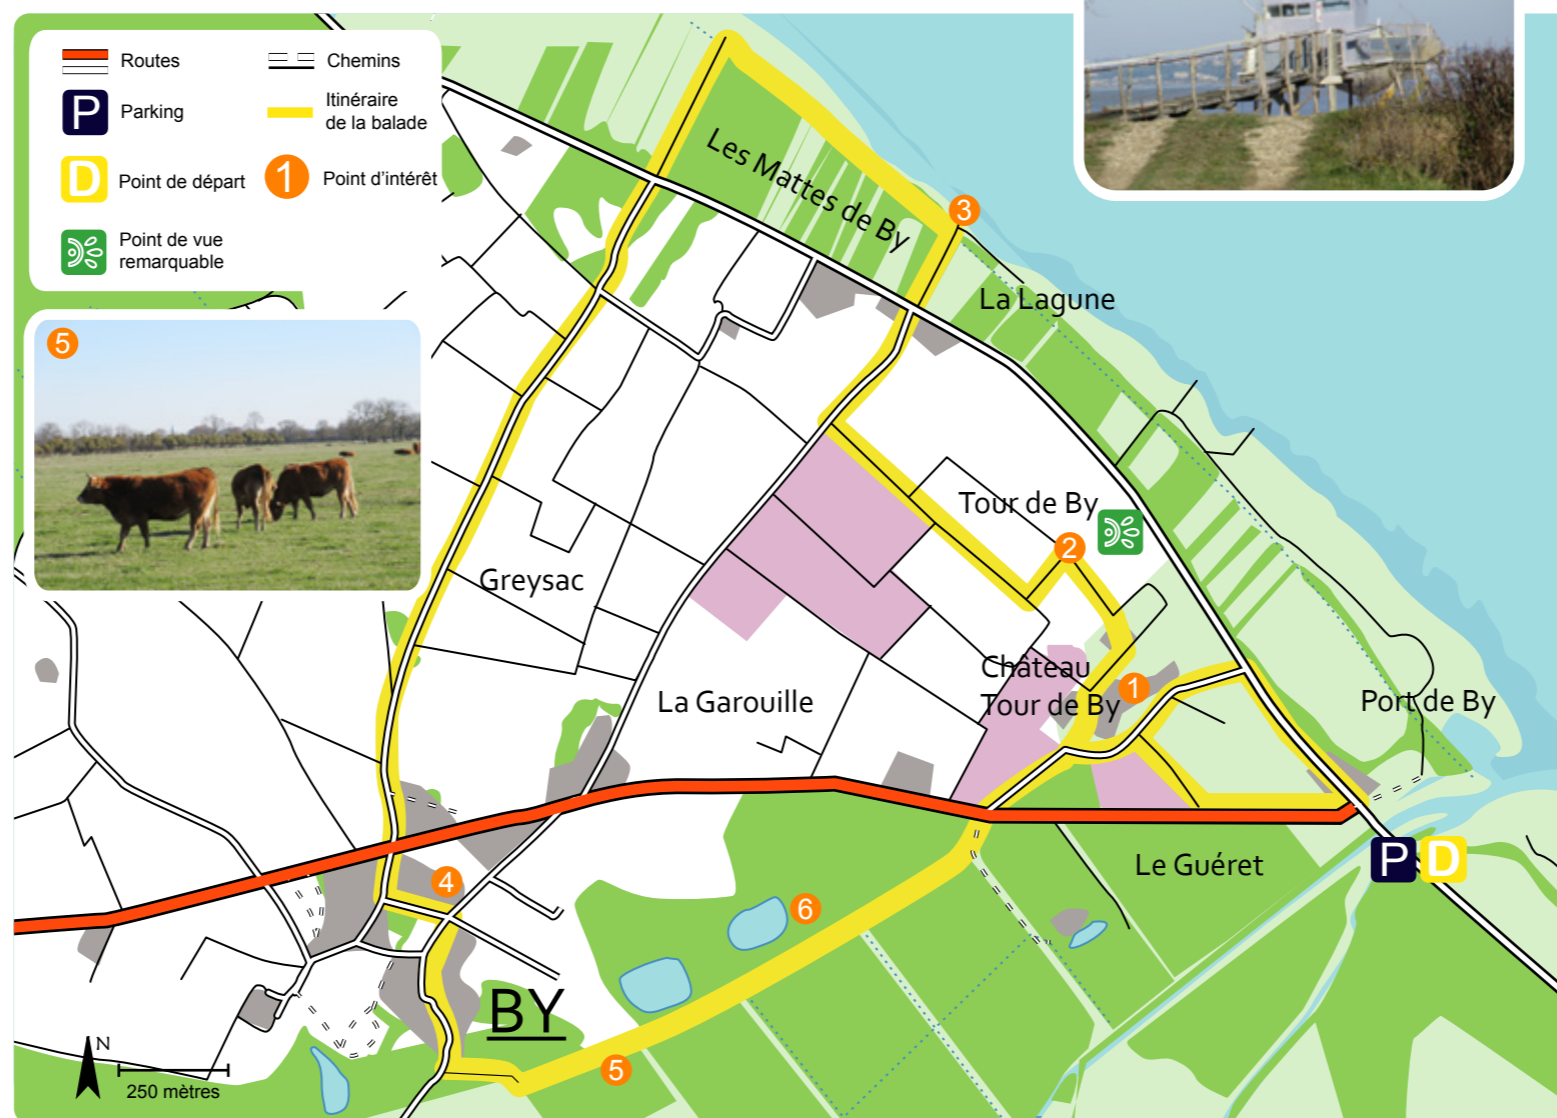 Routes
Chemins
P
Parking
Itinéraire
de la balade
D
Point de départ
1
Point d'intérêt
Point de vue
remarquable
5
Les Mattes de By
3
La Lagune
Tour de By
2
Greysac
Château
Tour de By
1
La Garouille
Port de By
Le Guéret
P
D
4
6
BY
5
N
250 mètres